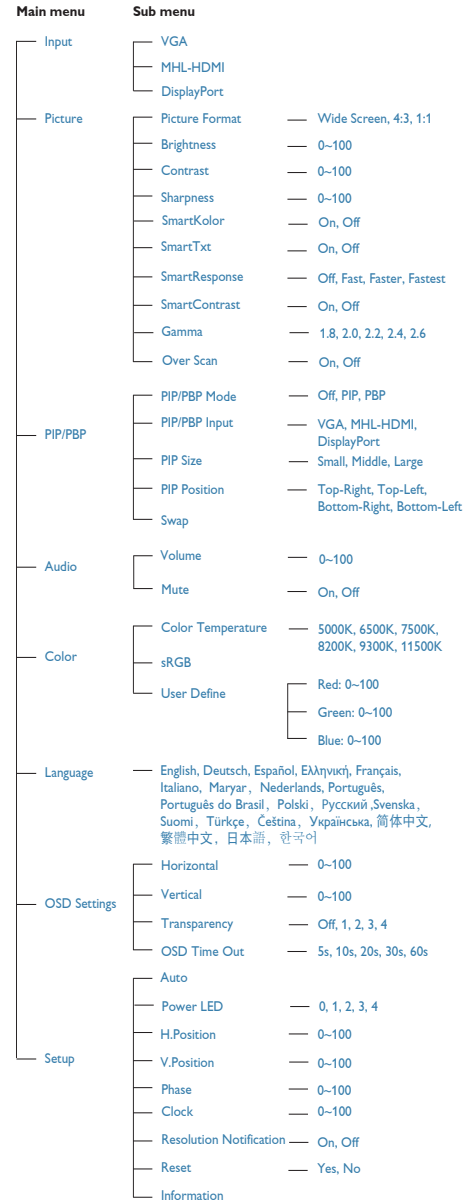 Main menu Sub menu
Input VGA
MHL-HDMI
DisplayPort
Picture Picture Format Wide Screen, 4:3, 1:1
Brightness 0~100
Contrast 0~100
Sharpness 0~100
SmartKolor On, Off
SmartTxt On, Off
SmartResponse Off, Fast, Faster, Fastest
SmartContrast On, Off
Gamma 1.8, 2.0, 2.2, 2.4, 2.6
Over Scan On, Off
PIP/PBP PIP/PBP Mode Off, PIP, PBP
PIP/PBP Input VGA, MHL-HDMI,
DisplayPort
PIP Size Small, Middle, Large
PIP Position Top-Right, Top-Left,
Bottom-Right, Bottom-Left
Swap
Audio Volume 0~100
Mute On, Off
Color Color Temperature 5000K, 6500K, 7500K,
8200K, 9300K, 11500K
sRGB
User Define Red: 0~100
Green: 0~100
Blue: 0~100
Language English, Deutsch, Español, Ελληνική, Français,
Italiano, Maryar, Nederlands, Português,
Português do Brasil, Polski, Русский ,Svenska,
Suomi, Türkçe, Čeština, Українська, 简体中文,
繁體中文, 日本語, 한국어
OSD Settings Horizontal 0~100
Vertical 0~100
Transparency Off, 1, 2, 3, 4
OSD Time Out 5s, 10s, 20s, 30s, 60s
Setup Auto
Power LED 0, 1, 2, 3, 4
H.Position 0~100
V.Position 0~100
Phase 0~100
Clock 0~100
Resolution Notification On, Off
Reset Yes, No
Information